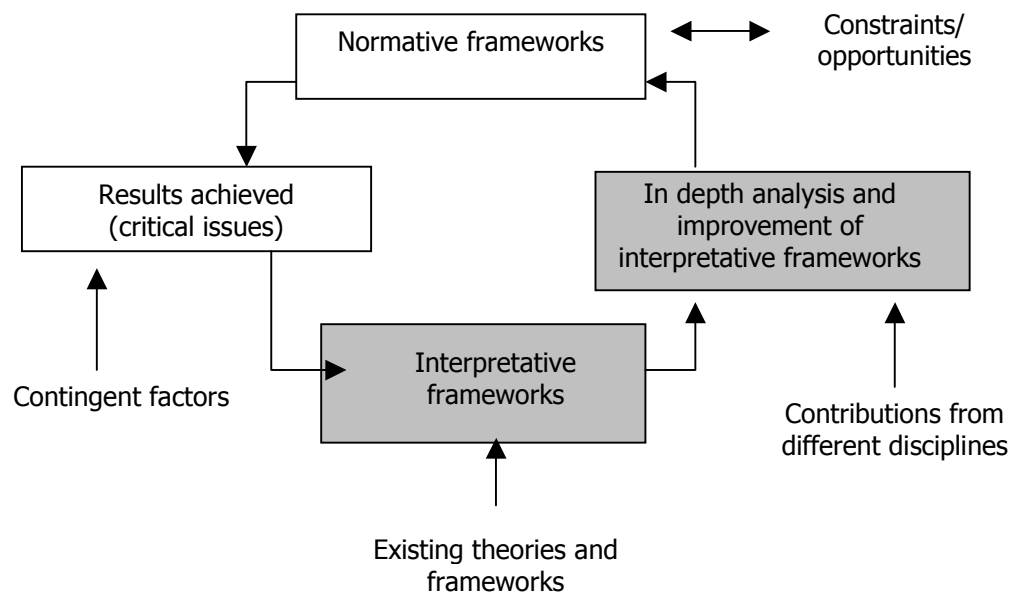 Normative frameworks
Constraints/
opportunities
Results achieved
(critical issues)
In depth analysis and
improvement of
interpretative frameworks
Interpretative
frameworks
Contingent factors
Contributions from
different disciplines
Existing theories and
frameworks